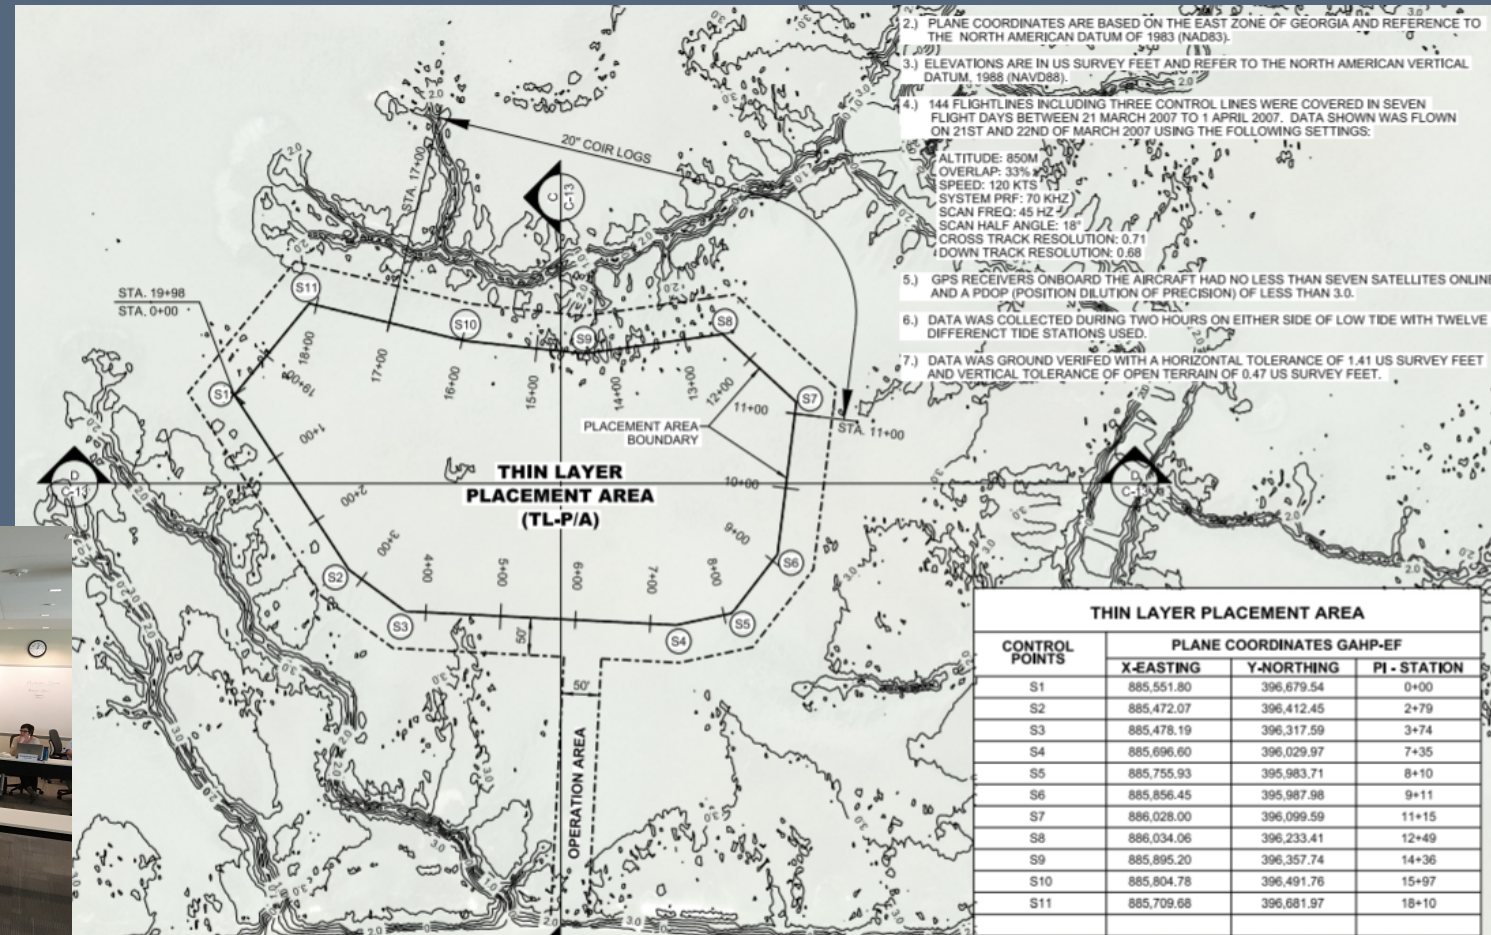 2.) PLANE COORDINATES ARE BASED ON THE EAST ZONE OF GEORGIA AND REFERENCE TO
THE NORTH AMERICAN DATUM OF 1983 (NAD83).
3.) ELEVATIONS ARE IN US SURVEY FEET AND REFER TO THE NORTH AMERICAN VERTICAL
DATUM, 1988 (NAVD88).
4.) 144 FLIGHTLINES INCLUDING THREE CONTROL LINES WERE COVERED IN SEVEN
FLIGHT DAYS BETWEEN 21 MARCH 2007 TO 1 APRIL 2007. DATA SHOWN WAS FLOWN
ON 21ST AND 22ND OF MARCH 2007 USING THE FOLLOWING SETTINGS:
ALTITUDE: 850M
OVERLAP: 33%
SPEED: 120 KTS
SYSTEM PRF: 70 KHZ
SCAN FREQ: 45 HZ
SCAN HALF ANGLE: 18°
CROSS TRACK RESOLUTION: 0.71
DOWN TRACK RESOLUTION: 0.68
5.) GPS RECEIVERS ONBOARD THE AIRCRAFT HAD NO LESS THAN SEVEN SATELLITES ONLINE
AND A PDOP (POSITION DILUTION OF PRECISION) OF LESS THAN 3.0.
6.) DATA WAS COLLECTED DURING TWO HOURS ON EITHER SIDE OF LOW TIDE WITH TWELVE
DIFFERENCT TIDE STATIONS USED.
7.) DATA WAS GROUND VERIFED WITH A HORIZONTAL TOLERANCE OF 1.41 US SURVEY FEET
AND VERTICAL TOLERANCE OF OPEN TERRAIN OF 0.47 US SURVEY FEET.
20" COIR LOGS
STA. 17+00
C
C-13
STA. 19+98
STA. 0+00
S11
S10
S9
S8
S1
S7
18+00
17+00
16+00
15+00
14+00
13+00
12+00
11+00
19+00
STA. 11+00
PLACEMENT AREA
BOUNDARY
1+00
10+00
D
C-13
D
C-13
THIN LAYER
PLACEMENT AREA
(TL-P/A)
2+00
3+00
9+00
4+00
5+00
6+00
7+00
8+00
S2
S6
S3
S4
S5
50'
50'
OPERATION AREA
THIN LAYER PLACEMENT AREA
CONTROL POINTS PLANE COORDINATES GAHP-EF
X-EASTING Y-NORTHING PI - STATION
S1 885,551.80 396,679.54 0+00
S2 885,472.07 396,412.45 2+79
S3 885,478.19 396,317.59 3+74
S4 885,696.60 396,029.97 7+35
S5 885,755.93 395,983.71 8+10
S6 885,856.45 395,987.98 9+11
S7 886,028.00 396,099.59 11+15
S8 886,034.06 396,233.41 12+49
S9 885,895.20 396,357.74 14+36
S10 885,804.78 396,491.76 15+97
S11 885,709.68 396,681.97 18+10